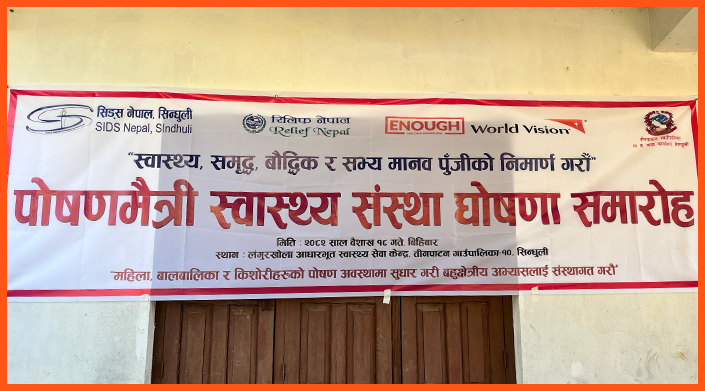 सिड्स नेपाल, सिन्धुली
SIDS Nepal, Sindhuli
रिलिफ नेपाल
Relief Nepal
ENOUGH
World Vision
"स्वास्थ्य, समृद्ध, बौद्धिक र सभ्य मानव पुँजीको निर्माण गरौं"
पोषणमैत्री स्वास्थ्य संस्था घोषणा समारोह
मिति : २०८२ साल वैशाख १८ गते, बिहिबार
स्थान : लंगुरखोला आधारभूत स्वास्थ्य सेवा केन्द्र, तीनपाटन गाउँपालिका-१०, सिन्धुली
"महिला, बालबालिका र किशोरीहरुको पोषण अवस्थामा सुधार गरी बहुक्षेत्रीय अभ्यासलाई संस्थागत गरौं"